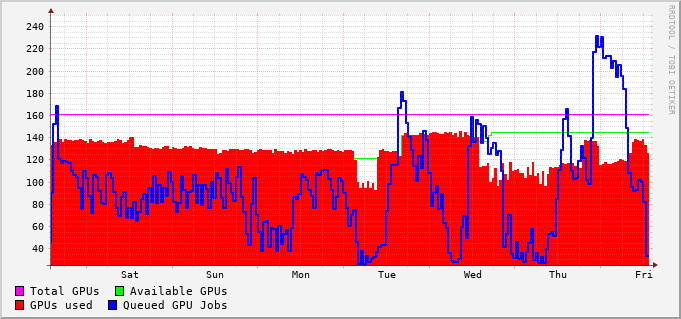 RRDTOOL / TOBI OETIKER
240
220
200
180
160
140
120
100
80
60
40
Sat Sun Mon Tue Wed Thu Fri
Total GPUs Available GPUs
GPUs used Queued GPU Jobs